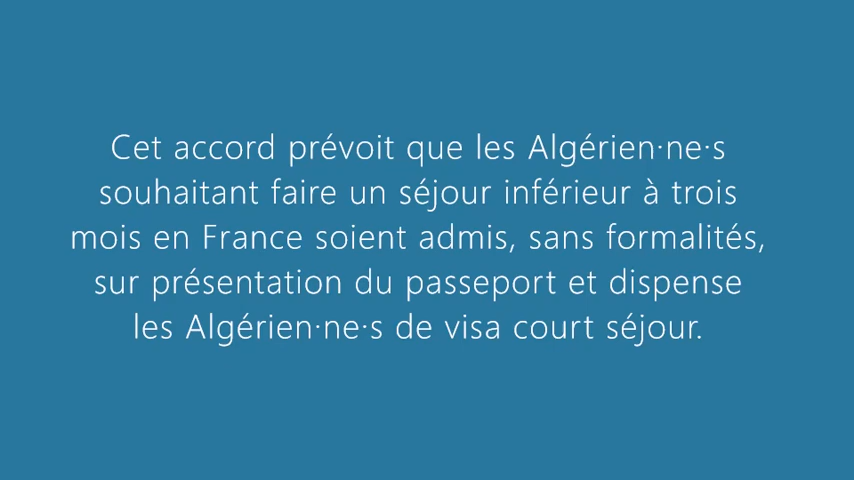 Cet accord prévoit que les Algérien·ne·s
souhaitant faire un séjour inférieur à trois
mois en France soient admis, sans formalités,
sur présentation du passeport et dispense
les Algérien·ne·s de visa court séjour.